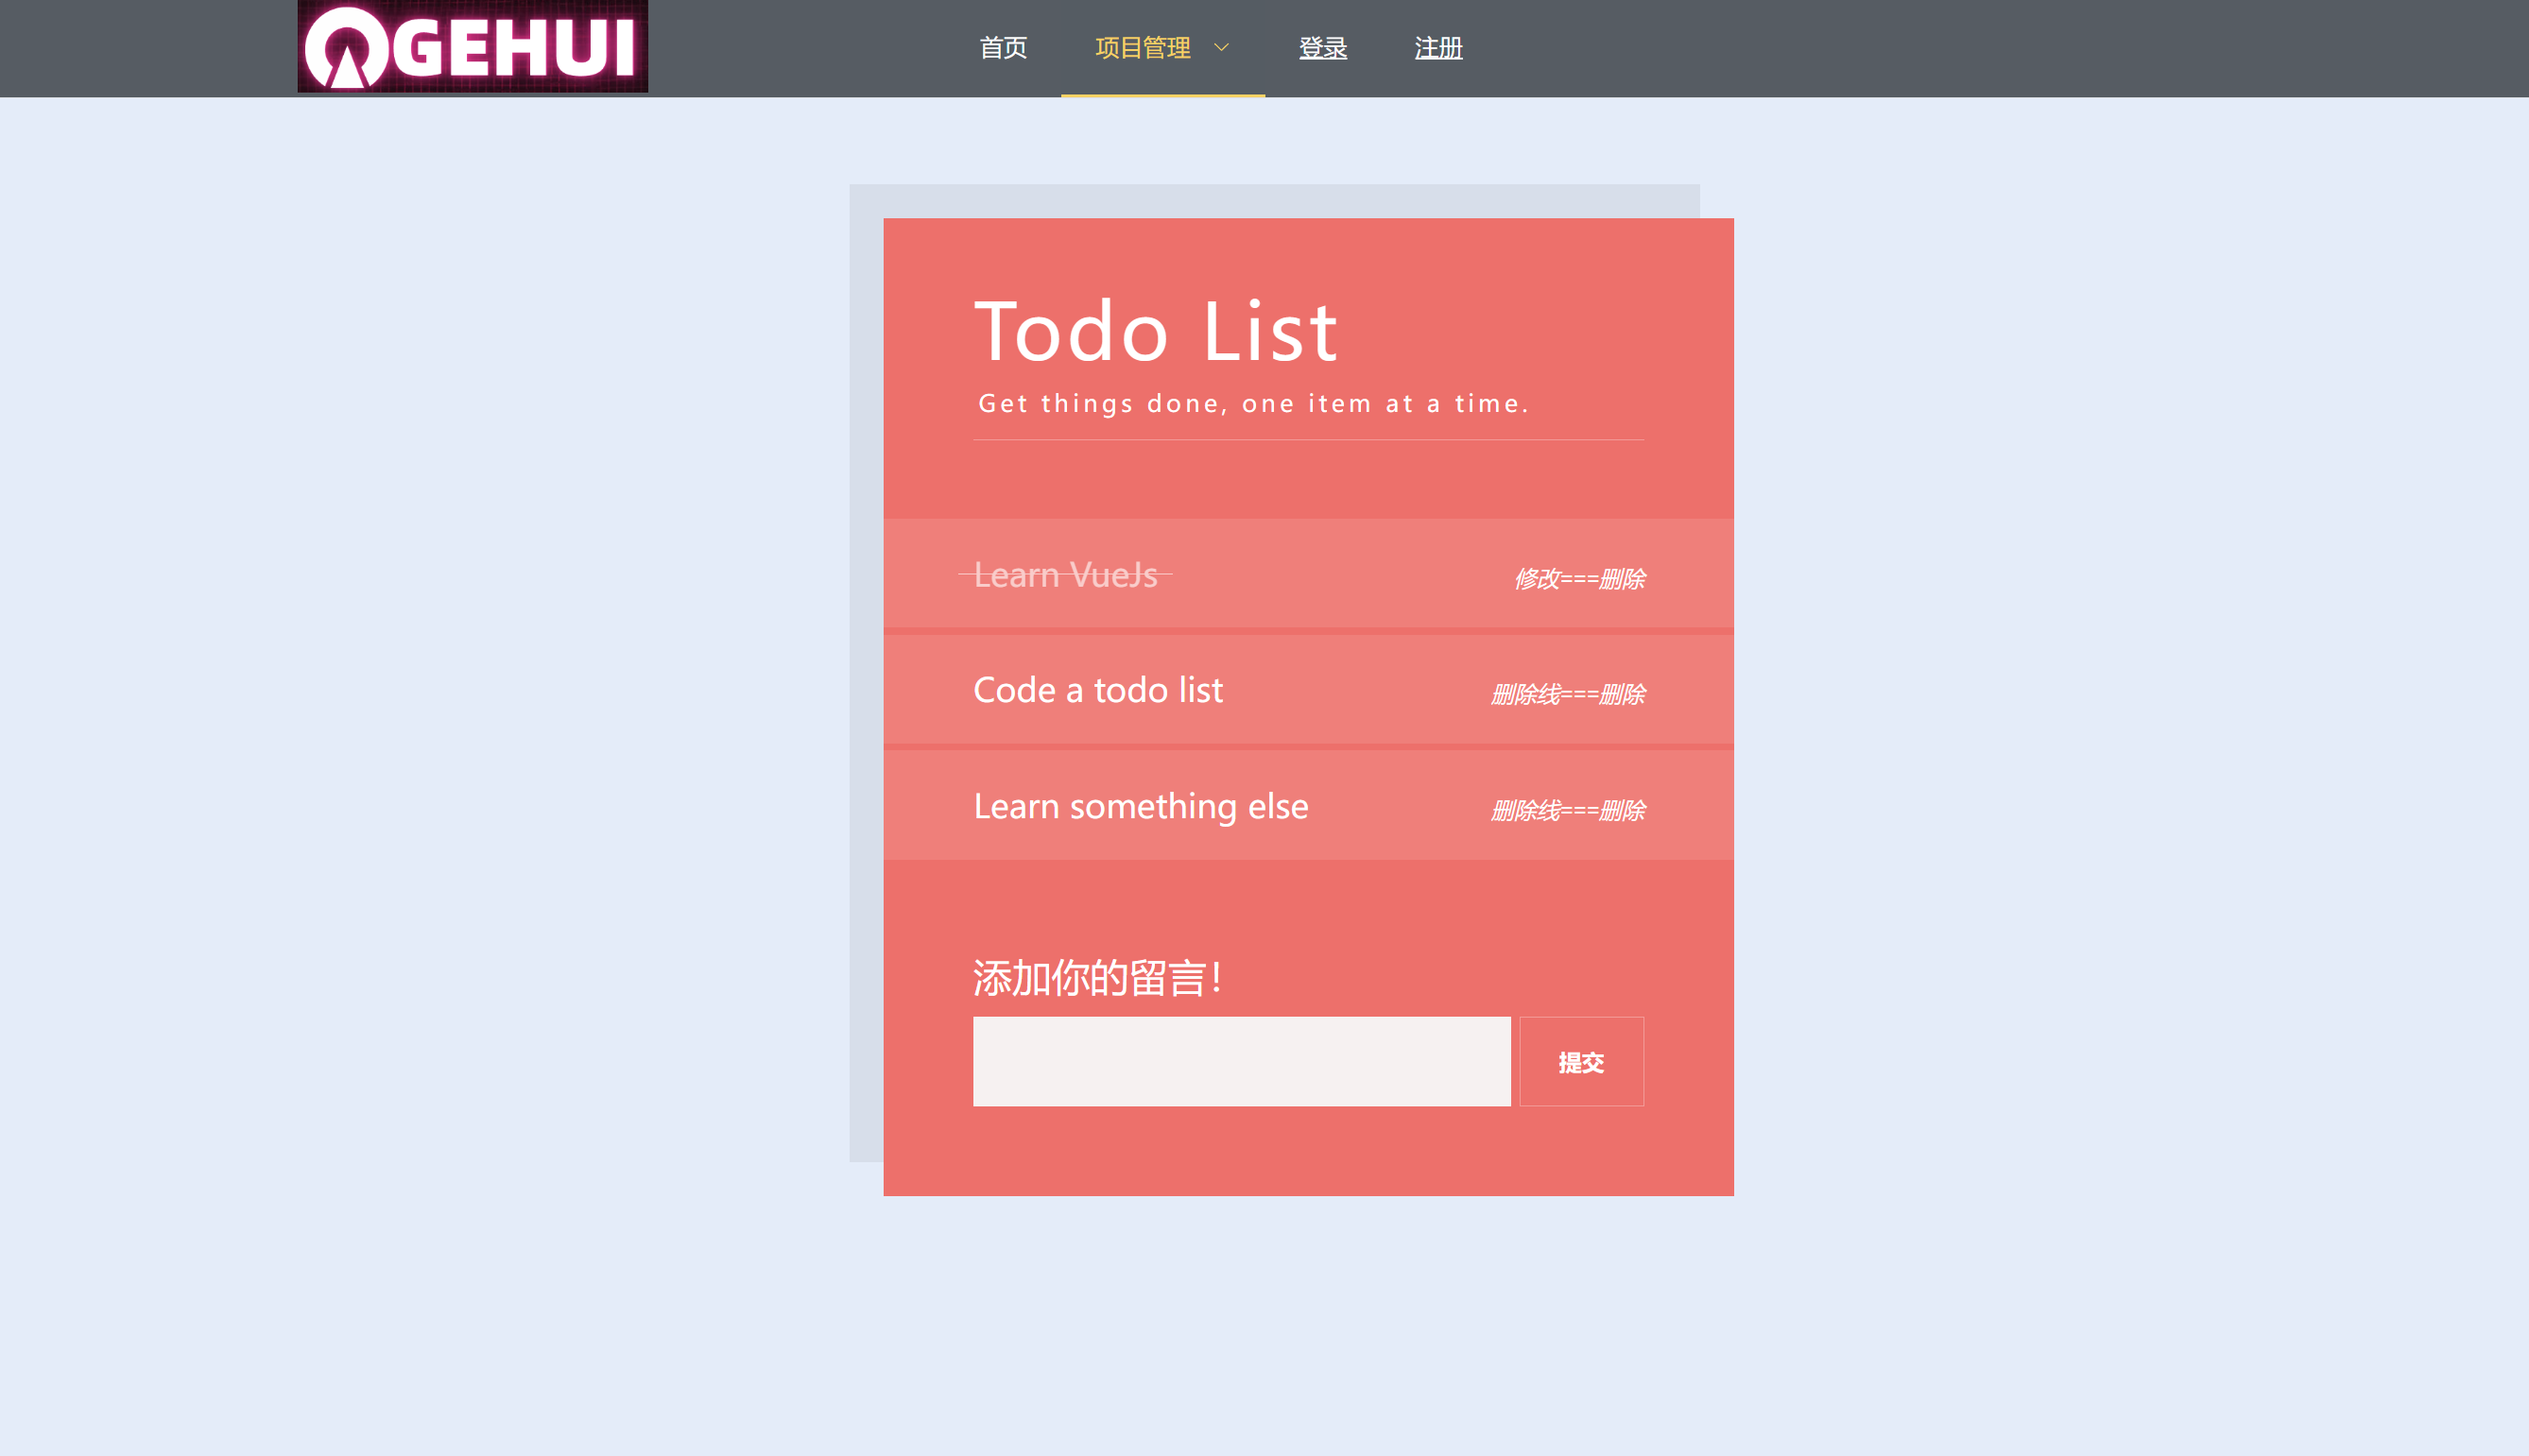 GEHUI
首页 项目管理 登录 注册
Todo List
Get things done, one item at a time.
Learn VueJs 修改===删除
Code a todo list 删除线===删除
Learn something else 删除线===删除
添加你的留言!
提交